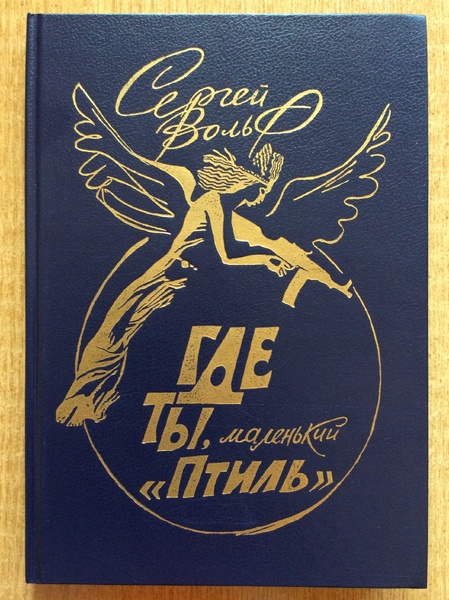 Сергей
Вольф
ГДЕ
ТЫ, маленький
«Птиль»